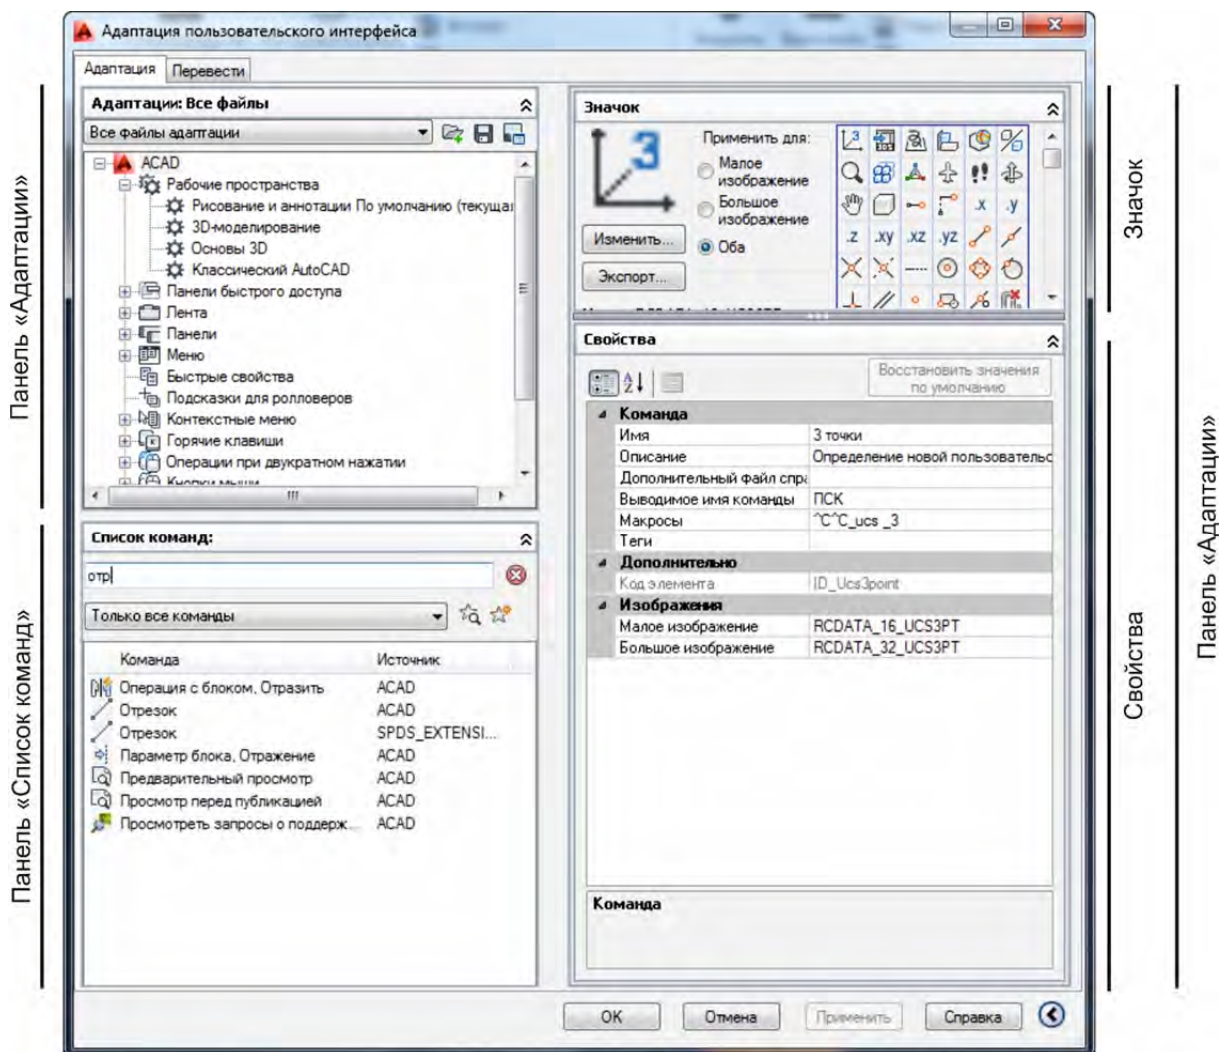 Адаптация пользовательского интерфейса
Адаптация Перевести
Адаптации: Все файлы
Все файлы адаптации
ACAD
Рабочие пространства
Рисование и аннотации По умолчанию (текущая
3D-моделирование
Основы 3D
Классический AutoCAD
Панели быстрого доступа
Лента
Панели
Меню
Быстрые свойства
Подсказки для ролловеров
Контекстные меню
Горячие клавиши
Операции при двукратном нажатии
Кнопки мыши
Список команд:
отр
Только все команды
Команда Источник
Операция с блоком, Отразить ACAD
Отрезок ACAD
Отрезок SPDS_EXTENSI...
Параметр блока, Отражение ACAD
Предварительный просмотр ACAD
Просмотр перед публикацией ACAD
Просмотреть запросы о поддерж... ACAD
Значок
3
Применить для:
Малое
изображение
Большое
изображение
Оба
Изменить...
Экспорт...
.x .y
.z .xy .xz .yz
Свойства
Восстановить значения
по умолчанию
Команда
Имя 3 точки
Описание Определение новой пользовательс
Дополнительный файл спра
Выводимое имя команды ПСК
Макросы ^C^C_ucs _3
Теги
Дополнительно
Код элемента ID_Ucs3point
Изображения
Малое изображение RCDATA_16_UCS3PT
Большое изображение RCDATA_32_UCS3PT
Команда
OK Отмена Применить Справка
Панель «Адаптации»
Панель «Список команд»
Значок
Свойства
Панель «Адаптации»